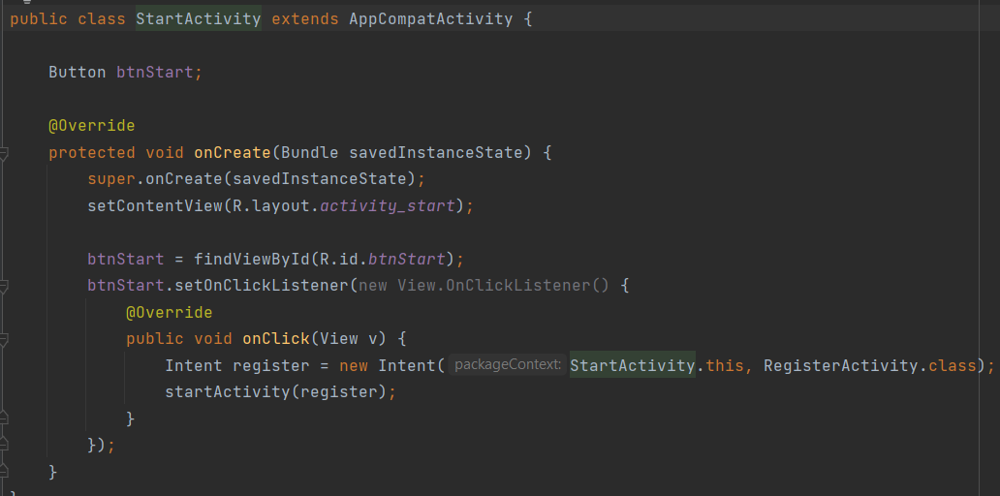 public class StartActivity extends AppCompatActivity {
Button btnStart;
@Override
protected void onCreate(Bundle savedInstanceState) {
super.onCreate(savedInstanceState);
setContentView(R.layout.activity_start);
btnStart = findViewById(R.id.btnStart);
btnStart.setOnClickListener(new View.OnClickListener() {
@Override
public void onClick(View v) {
Intent register = new Intent( packageContext: StartActivity.this, RegisterActivity.class);
startActivity(register);
}
});
}
}